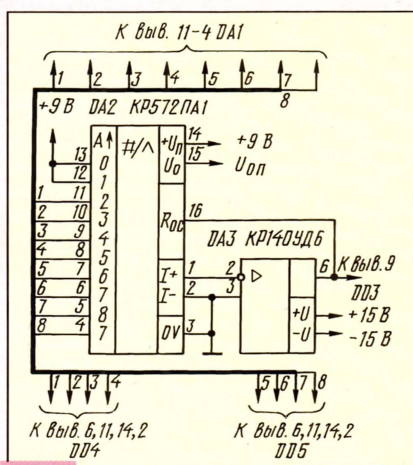 К выв. 11-4 DA1
1 2 3 4 5 6 7 8
+9 В DA2 КР572ПА1
A↑ #/^ +Uп 14 +9 В
13 0 Uо 15 Uоп
12 1
1 11 2
2 10 3 Rос 16
3 9 4 DA3 КР140УД6
4 8 5
5 7 6 I+ 1 2 ▷ 6 К выв. 9
6 6 7 I- 2 3 DD3
7 5 8 +U +15 В
8 4 7 0V 3 -U -15 В
1 2 3 4 5 6 7 8
К выв. 6,11,14,2 К выв. 6,11,14,2
DD4 DD5